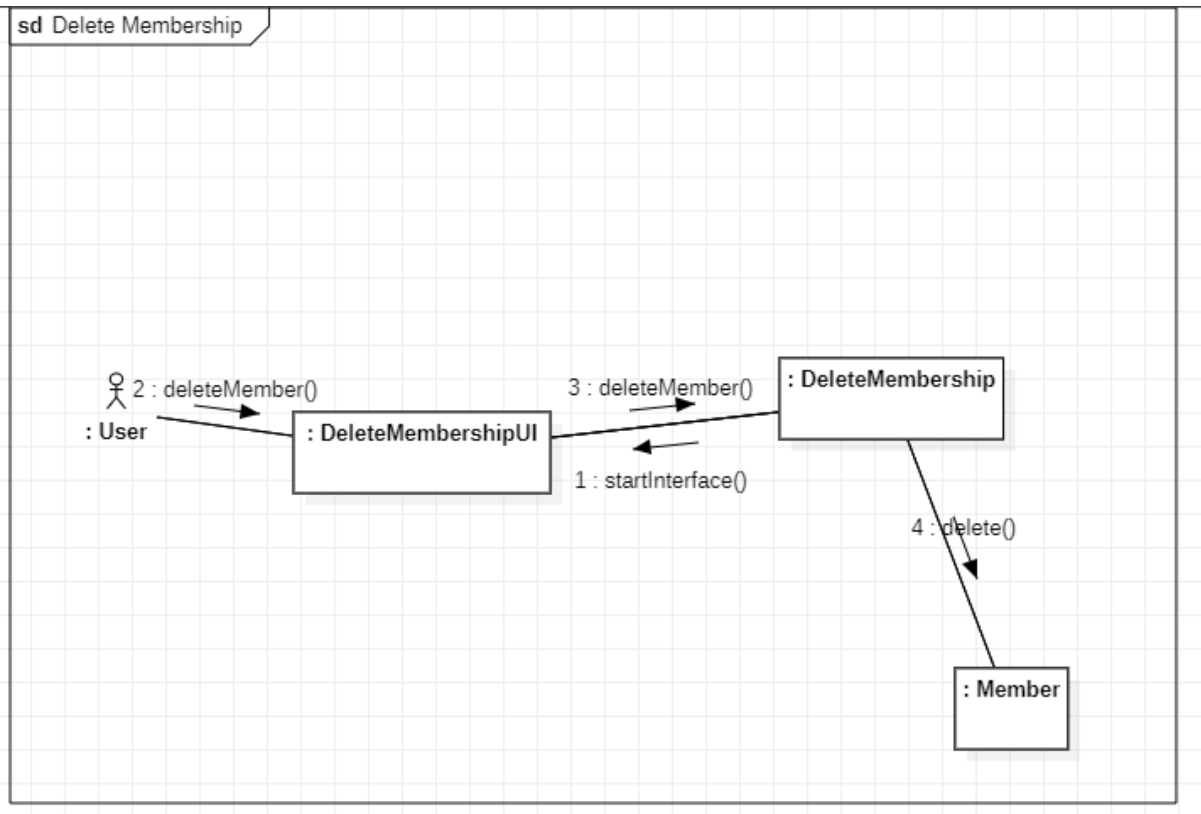 sd Delete Membership
2 : deleteMember()
: User
: DeleteMembershipUI
3 : deleteMember()
1 : startInterface()
: DeleteMembership
4 : delete()
: Member